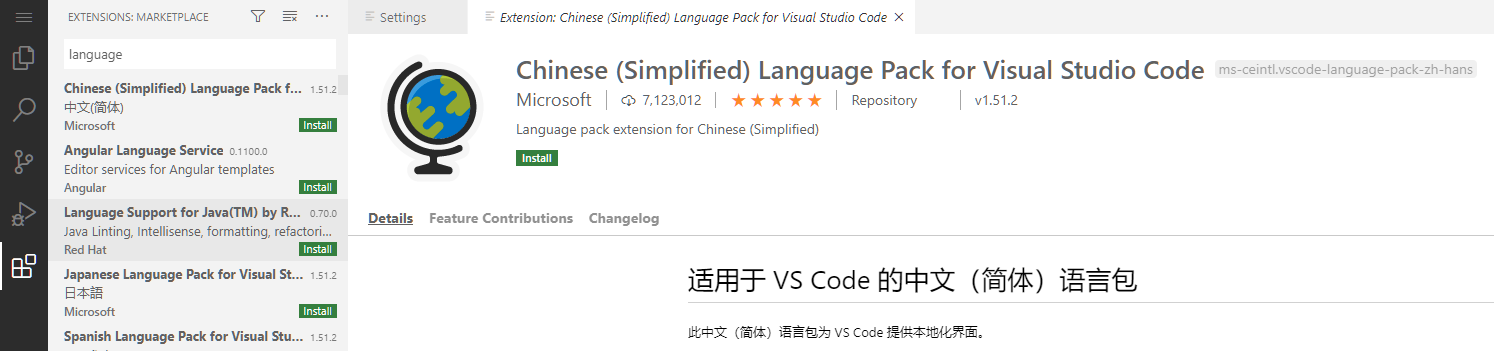 EXTENSIONS: MARKETPLACE
language
Chinese (Simplified) Language Pack f... 1.51.2
中文(简体)
Microsoft Install
Angular Language Service 0.1100.0
Editor services for Angular templates
Angular Install
Language Support for Java(TM) by R... 0.70.0
Java Linting, Intellisense, formatting, refactori...
Red Hat Install
Japanese Language Pack for Visual St... 1.51.2
日本語
Microsoft Install
Spanish Language Pack for Visual Stu... 1.51.2
Settings
Extension: Chinese (Simplified) Language Pack for Visual Studio Code
Chinese (Simplified) Language Pack for Visual Studio Code ms-ceintl.vscode-language-pack-zh-hans
Microsoft 7,123,012 Repository v1.51.2
Language pack extension for Chinese (Simplified)
Install
Details Feature Contributions Changelog
适用于 VS Code 的中文（简体）语言包
此中文（简体）语言包为 VS Code 提供本地化界面。